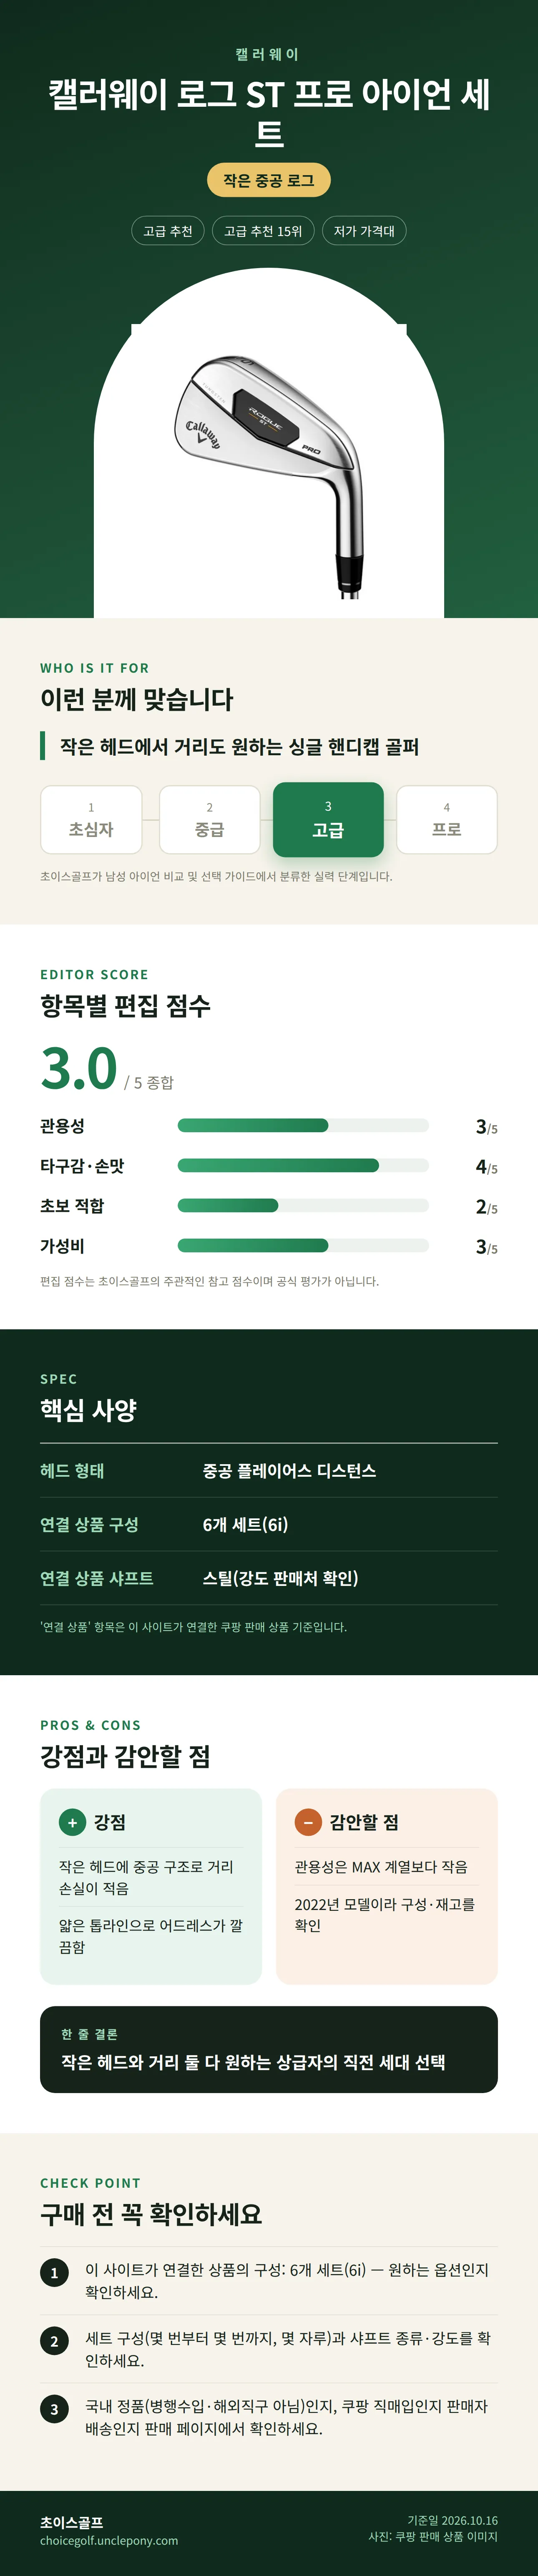 캘러웨이
캘러웨이 로그 ST 프로 아이언 세
트
작은 중공 로그
고급 추천
고급 추천 15위
저가 가격대
Callaway
ROGUE
ST
PRO
WHO IS IT FOR
이런 분께 맞습니다
작은 헤드에서 거리도 원하는 싱글 핸디캡 골퍼
1
초심자
2
중급
3
고급
4
프로
초이스골프가 남성 아이언 비교 및 선택 가이드에서 분류한 실력 단계입니다.
EDITOR SCORE
항목별 편집 점수
3.0 / 5 종합
관용성 3/5
타구감·손맛 4/5
초보 적합 2/5
가성비 3/5
편집 점수는 초이스골프의 주관적인 참고 점수이며 공식 평가가 아닙니다.
SPEC
핵심 사양
헤드 형태 중공 플레이어스 디스턴스
연결 상품 구성 6개 세트(6i)
연결 상품 샤프트 스틸(강도 판매처 확인)
'연결 상품' 항목은 이 사이트가 연결한 쿠팡 판매 상품 기준입니다.
PROS & CONS
강점과 감안할 점
+ 강점
작은 헤드에 중공 구조로 거리
손실이 적음
얇은 톱라인으로 어드레스가 깔
끔함
− 감안할 점
관용성은 MAX 계열보다 작음
2022년 모델이라 구성·재고를
확인
한 줄 결론
작은 헤드와 거리 둘 다 원하는 상급자의 직전 세대 선택
CHECK POINT
구매 전 꼭 확인하세요
1 이 사이트가 연결한 상품의 구성: 6개 세트(6i) — 원하는 옵션인지
확인하세요.
2 세트 구성(몇 번부터 몇 번까지, 몇 자루)과 샤프트 종류·강도를 확
인하세요.
3 국내 정품(병행수입·해외직구 아님)인지, 쿠팡 직매입인지 판매자
배송인지 판매 페이지에서 확인하세요.
초이스골프
choicegolf.unclepony.com
기준일 2026.10.16
사진: 쿠팡 판매 상품 이미지